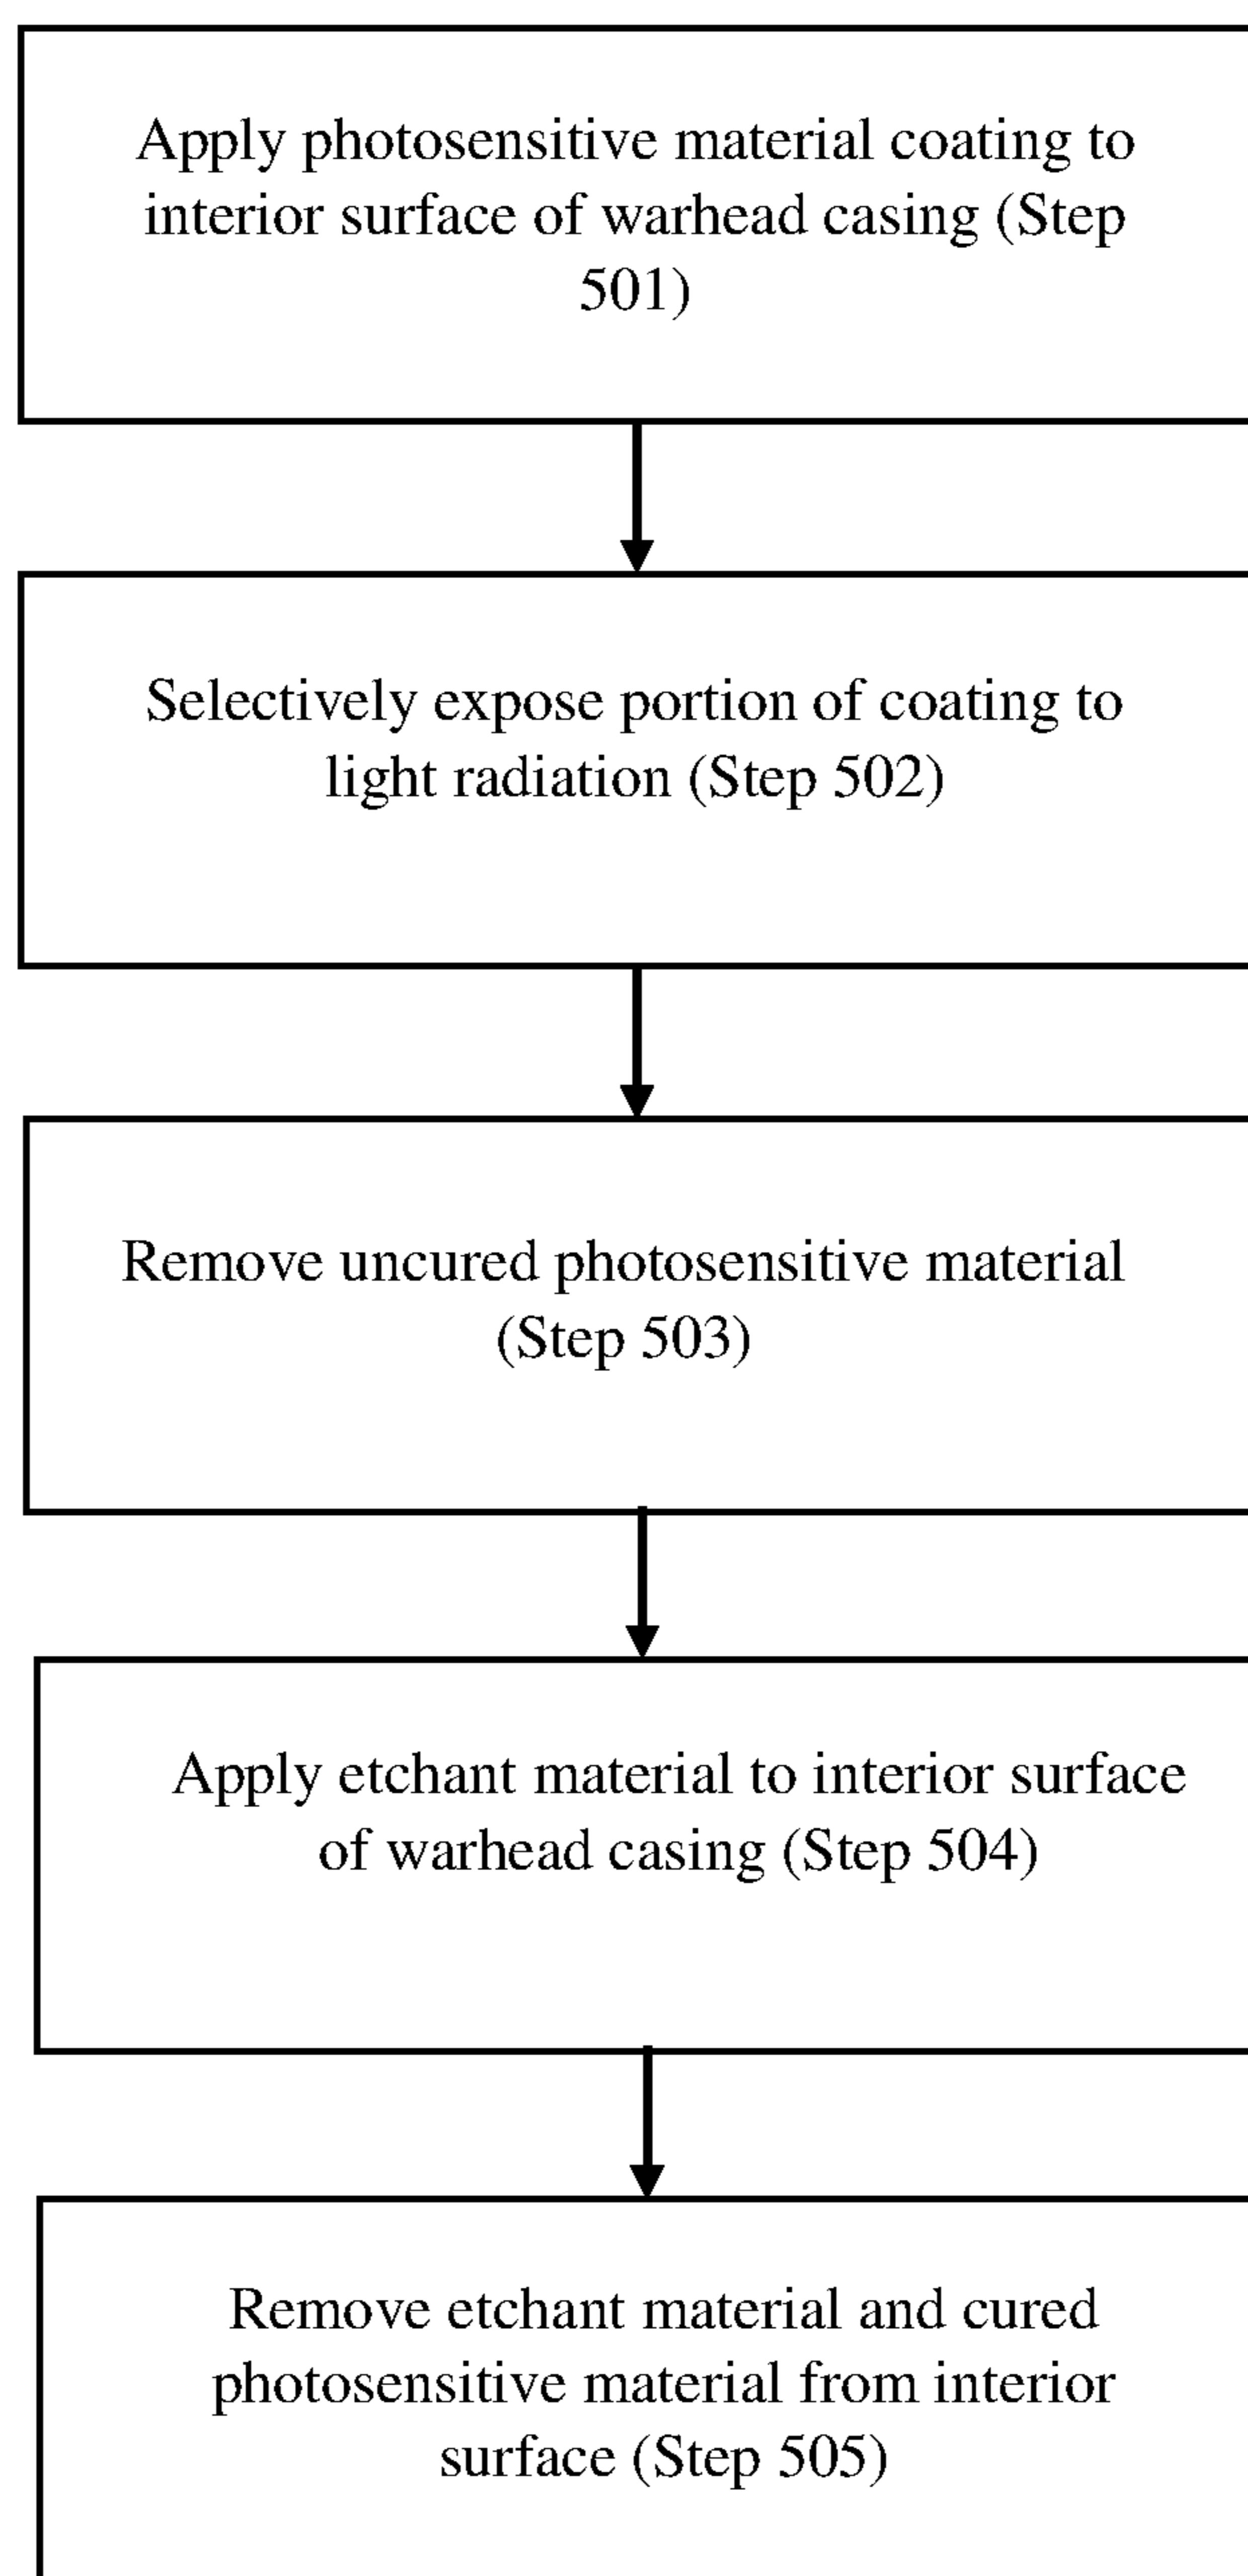 Apply photosensitive material coating to
interior surface of warhead casing (Step
501)
Selectively expose portion of coating to
light radiation (Step 502)
Remove uncured photosensitive material
(Step 503)
Apply etchant material to interior surface
of warhead casing (Step 504)
Remove etchant material and cured
photosensitive material from interior
surface (Step 505)